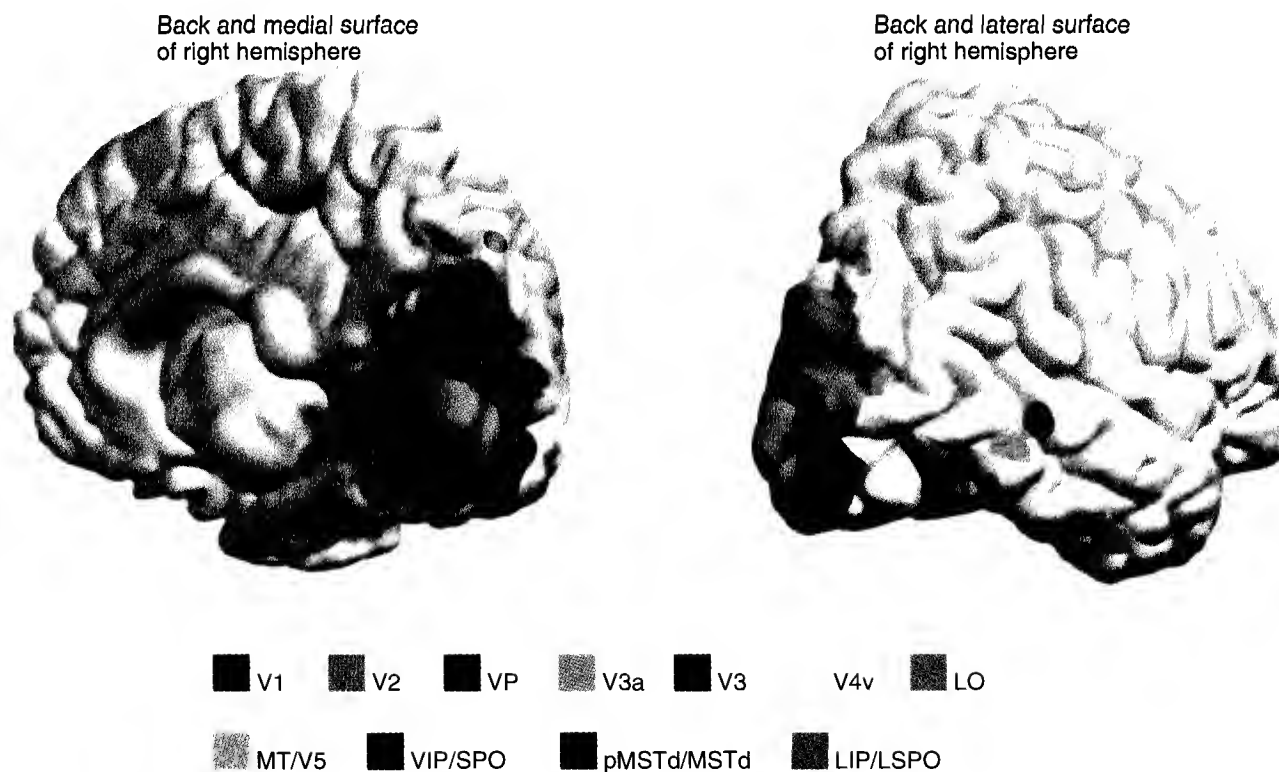 Back and medial surface
of right hemisphere
Back and lateral surface
of right hemisphere
V1 V2 VP V3a V3 V4v LO
MT/V5 VIP/SPO pMSTd/MSTd LIP/LSPO